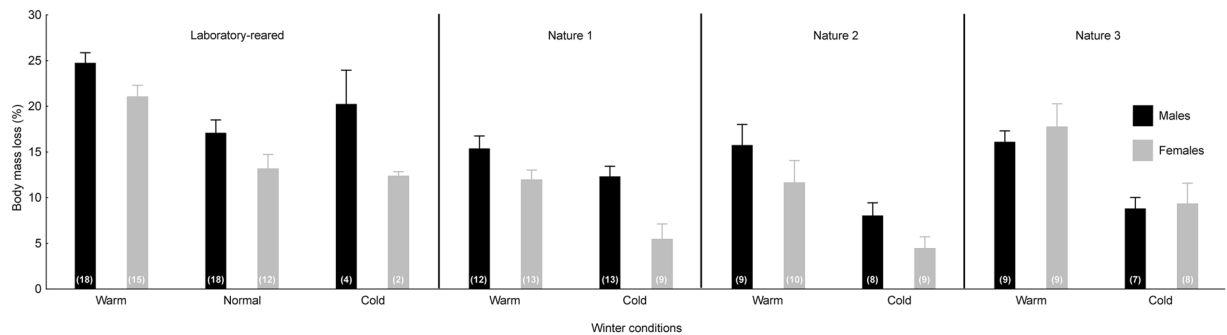 30
25
20
15
10
5
0
Body mass loss (%)
Laboratory-reared
Nature 1
Nature 2
Nature 3
Males
Females
(18) (15) (18) (12) (4) (2) (12) (13) (13) (9) (9) (10) (8) (9) (9) (9) (7) (8)
Warm Normal Cold Warm Cold Warm Cold Warm Cold
Winter conditions